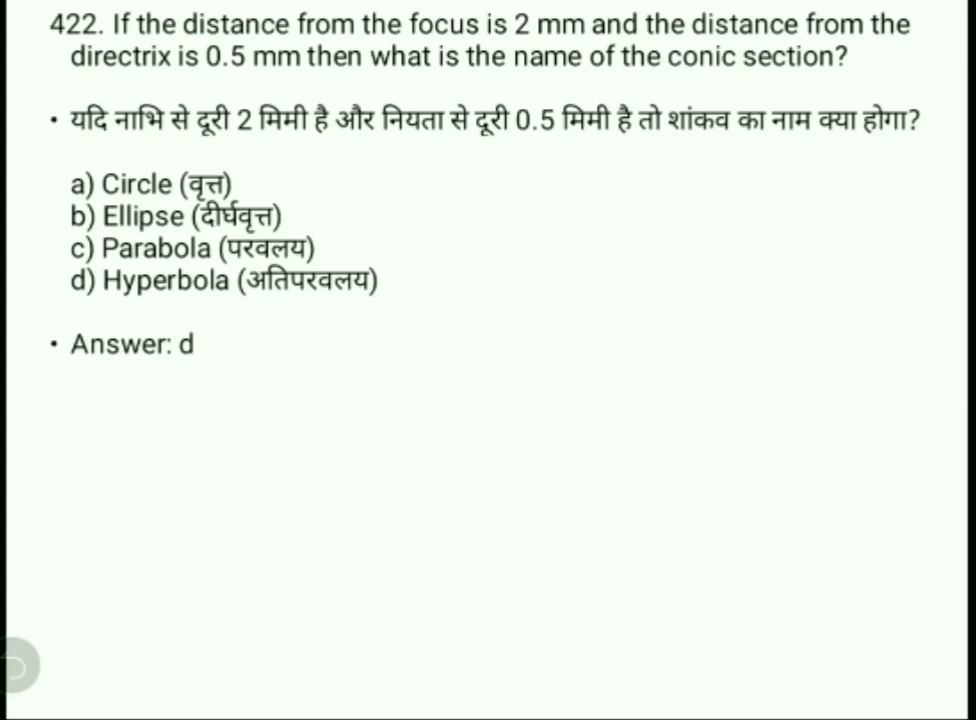 422. If the distance from the focus is 2 mm and the distance from the
directrix is 0.5 mm then what is the name of the conic section?
• यदि नाभि से दूरी 2 मिमी है और नियता से दूरी 0.5 मिमी है तो शांकव का नाम क्या होगा?
a) Circle (वृत्त)
b) Ellipse (दीर्घवृत्त)
c) Parabola (परवलय)
d) Hyperbola (अतिपरवलय)
• Answer: d